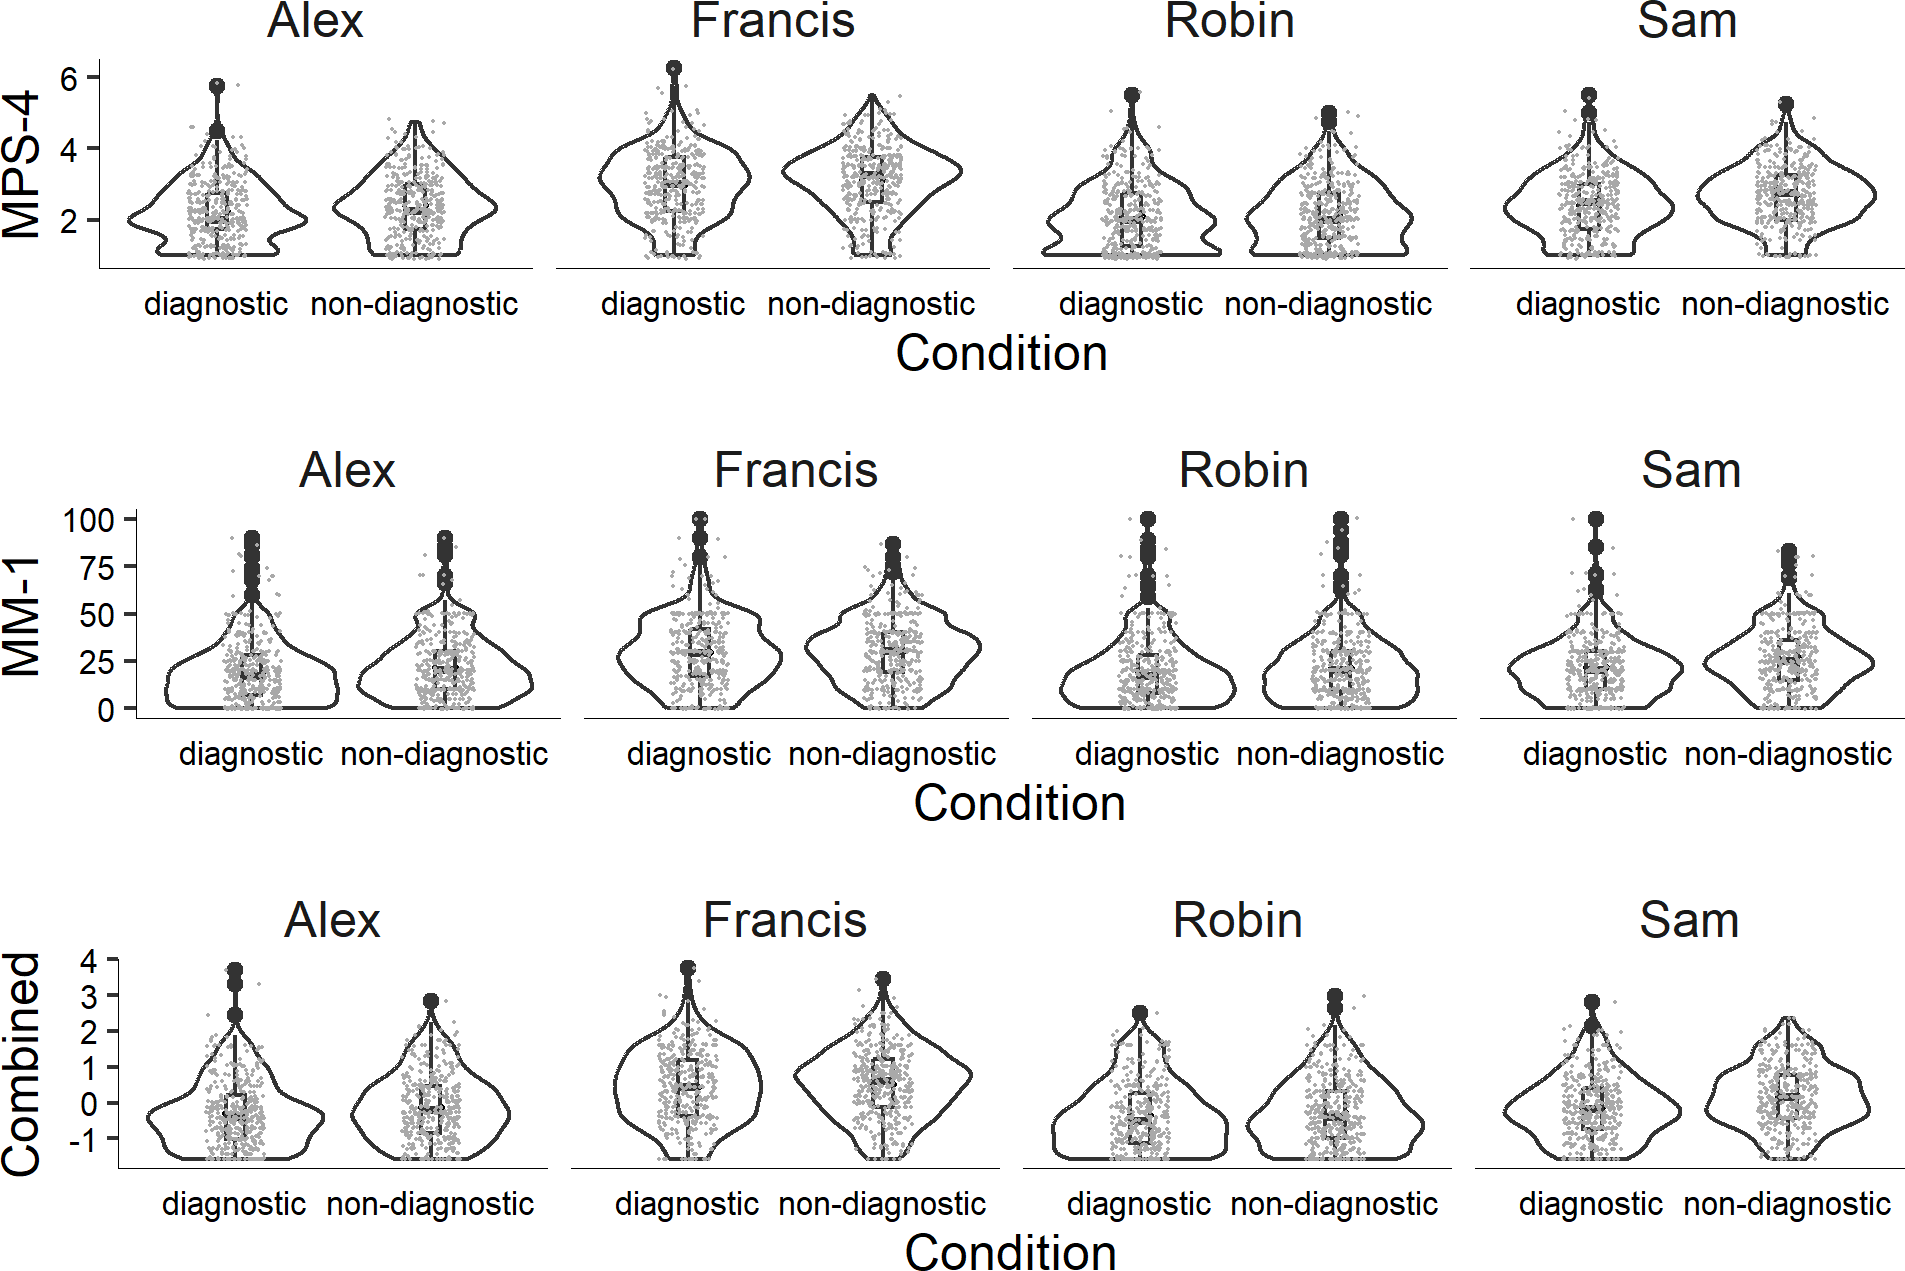 Alex Francis Robin Sam
MPS-4
6
4
2
diagnostic non-diagnostic diagnostic non-diagnostic diagnostic non-diagnostic diagnostic non-diagnostic
Condition
Alex Francis Robin Sam
MM-1
100
75
50
25
0
diagnostic non-diagnostic diagnostic non-diagnostic diagnostic non-diagnostic diagnostic non-diagnostic
Condition
Alex Francis Robin Sam
Combined
4
3
2
1
0
-1
diagnostic non-diagnostic diagnostic non-diagnostic diagnostic non-diagnostic diagnostic non-diagnostic
Condition